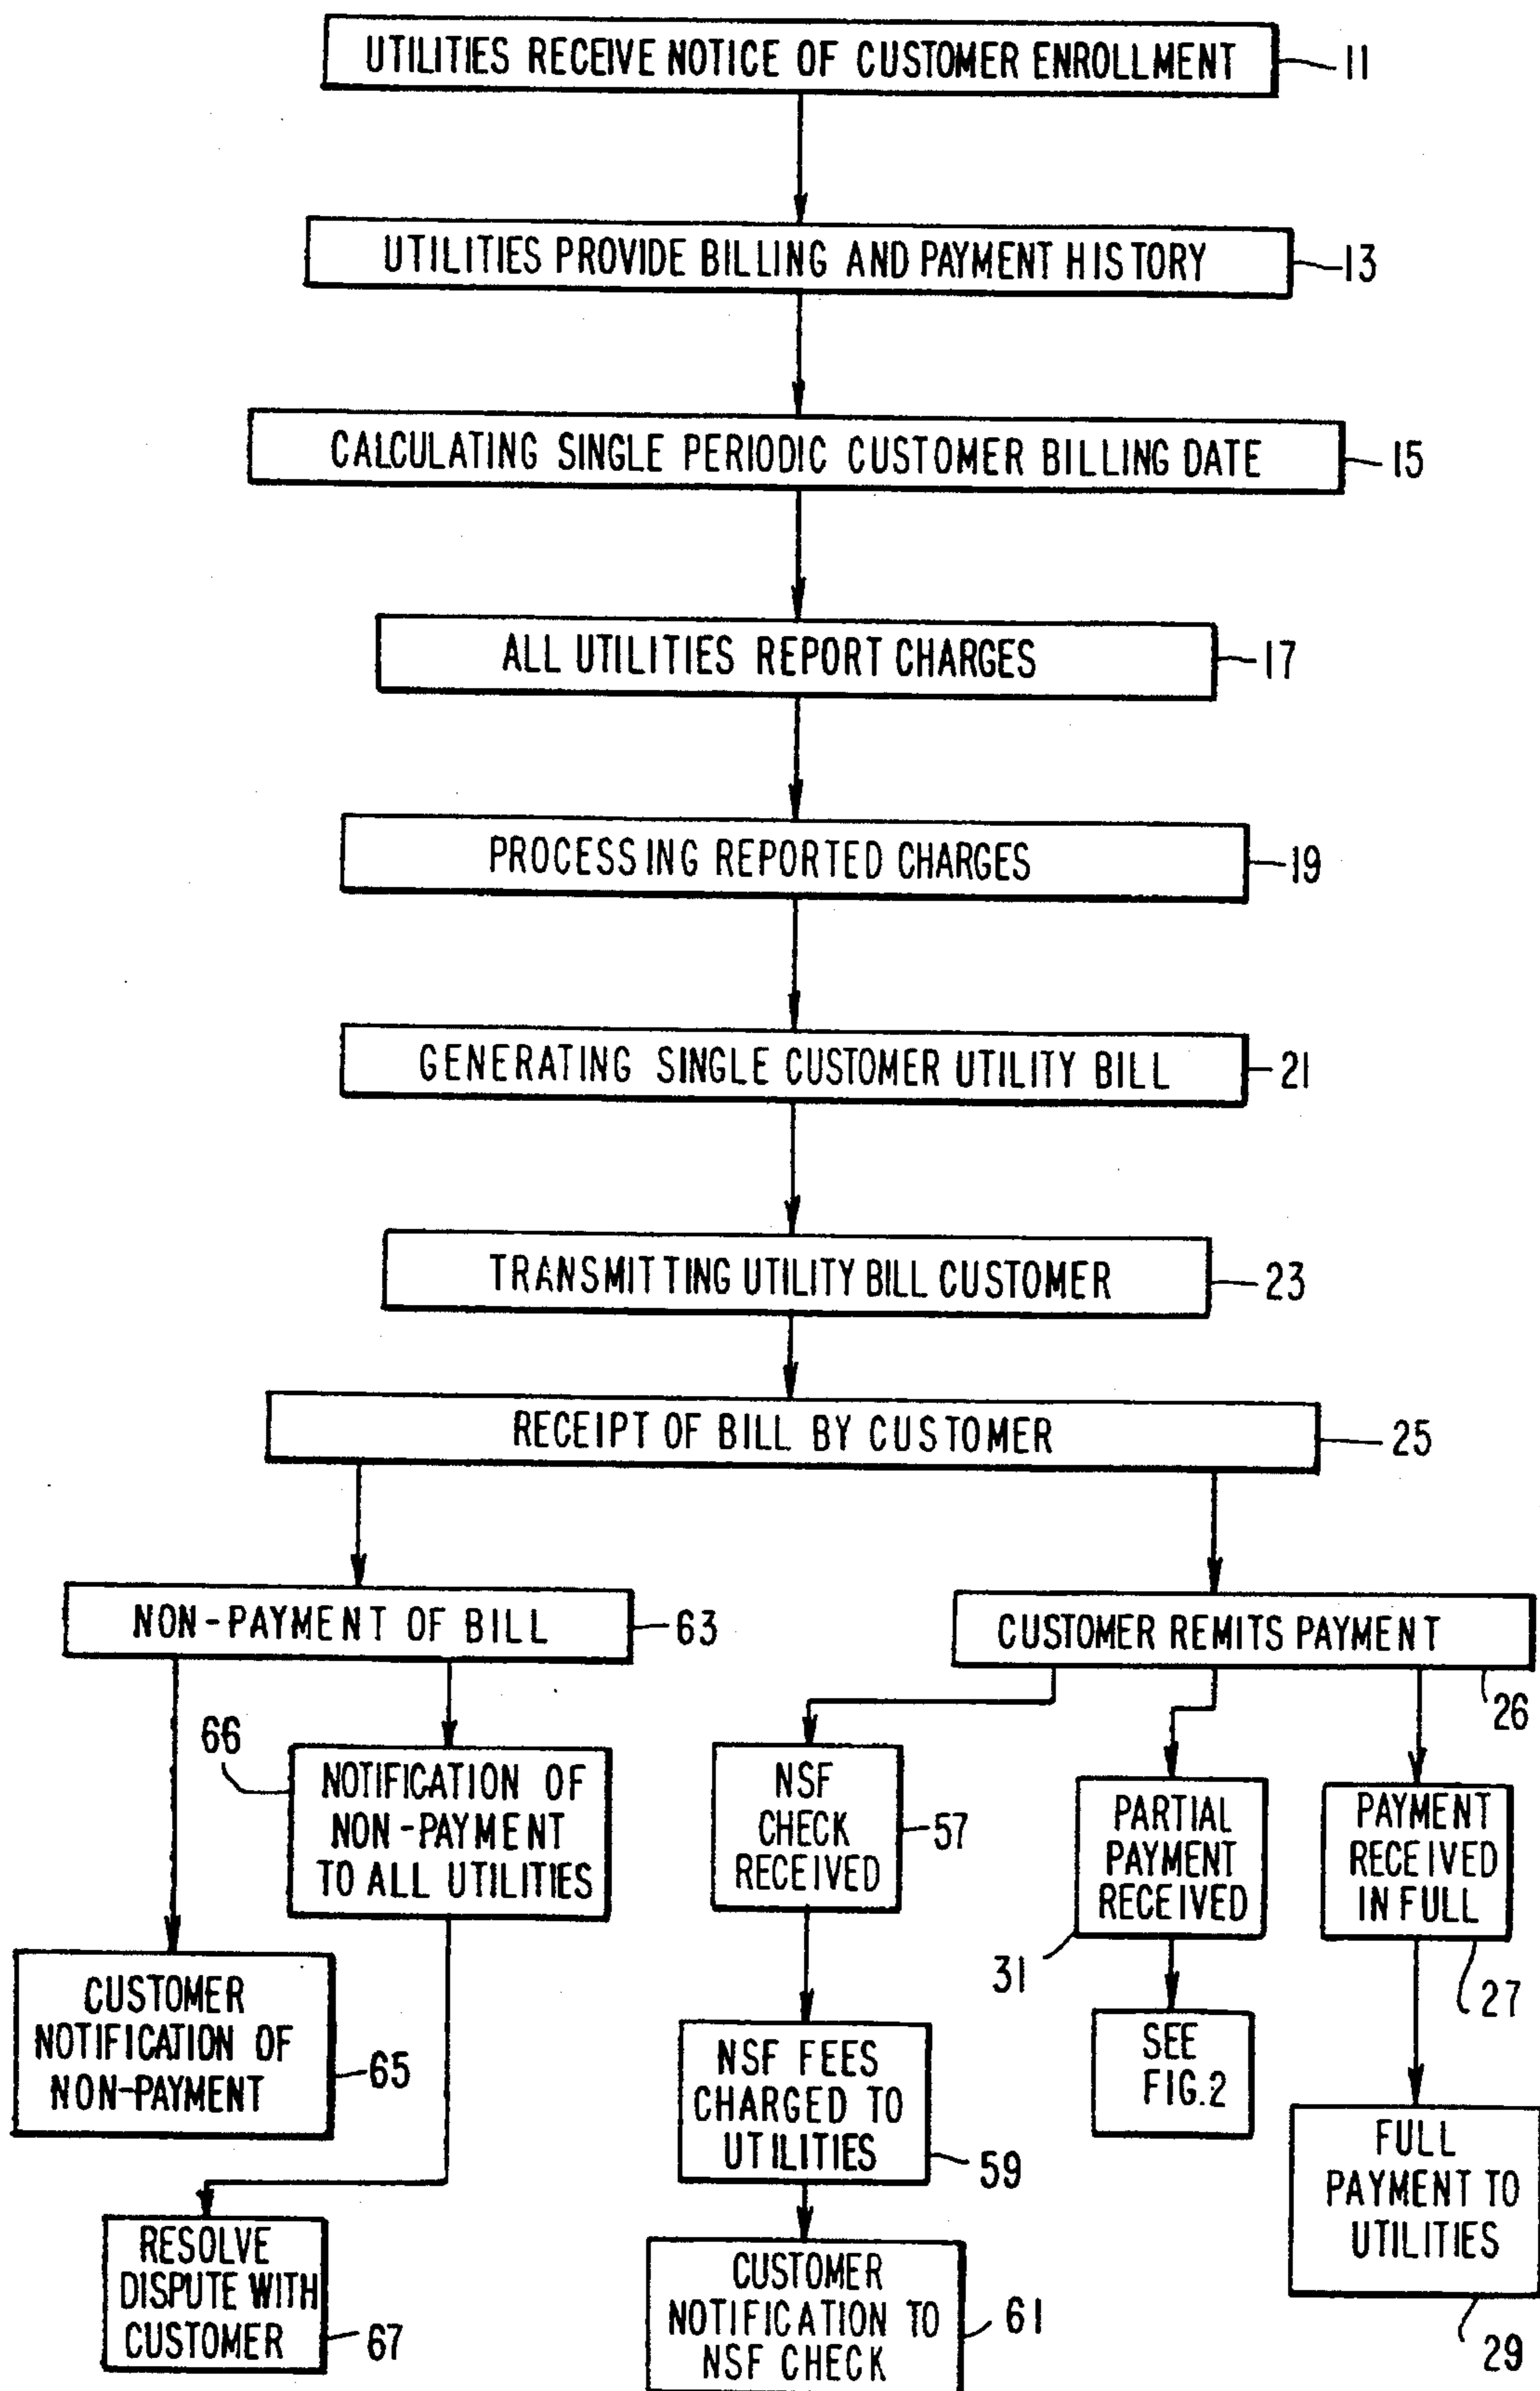 UTILITIES RECEIVE NOTICE OF CUSTOMER ENROLLMENT
11
UTILITIES PROVIDE BILLING AND PAYMENT HISTORY
13
CALCULATING SINGLE PERIODIC CUSTOMER BILLING DATE
15
ALL UTILITIES REPORT CHARGES
17
PROCESSING REPORTED CHARGES
19
GENERATING SINGLE CUSTOMER UTILITY BILL
21
TRANSMITTING UTILITY BILL CUSTOMER
23
RECEIPT OF BILL BY CUSTOMER
25
NON-PAYMENT OF BILL
63
CUSTOMER REMITS PAYMENT
26
66
NOTIFICATION OF
NON-PAYMENT
TO ALL UTILITIES
NSF
CHECK
RECEIVED
57
PARTIAL
PAYMENT
RECEIVED
31
PAYMENT
RECEIVED
IN FULL
27
CUSTOMER
NOTIFICATION OF
NON-PAYMENT
65
NSF FEES
CHARGED TO
UTILITIES
59
SEE
FIG.2
FULL
PAYMENT TO
UTILITIES
29
RESOLVE
DISPUTE WITH
CUSTOMER
67
CUSTOMER
NOTIFICATION TO
NSF CHECK
61